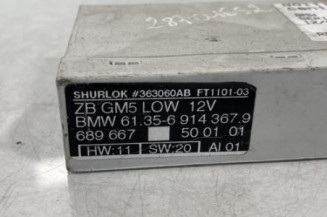 SHURLOK #363060AB FT1101-03
ZB GM5 LOW 12V
BMW 61.35-6 914 367.9
689 667 50 01 01
HW:11 SW:20 AI 01